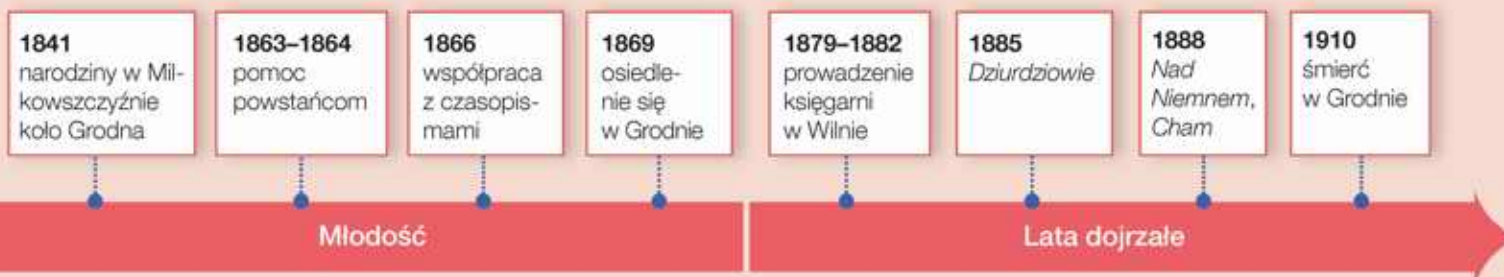 1841
narodziny w Mil-
kowszczyźnie
koło Grodna
1863–1864
pomoc
powstańcom
1866
współpraca
z czasopis-
mami
1869
osiedle-
nie się
w Grodnie
1879–1882
prowadzenie
księgarni
w Wilnie
1885
Dziurdziowie
1888
Nad
Niemnem,
Cham
1910
śmierć
w Grodnie
Młodość
Lata dojrzałe